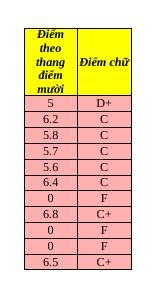 Điểm theo thang điểm mười Điểm chữ
5 D+
6.2 C
5.8 C
5.7 C
5.6 C
6.4 C
0 F
6.8 C+
0 F
0 F
6.5 C+